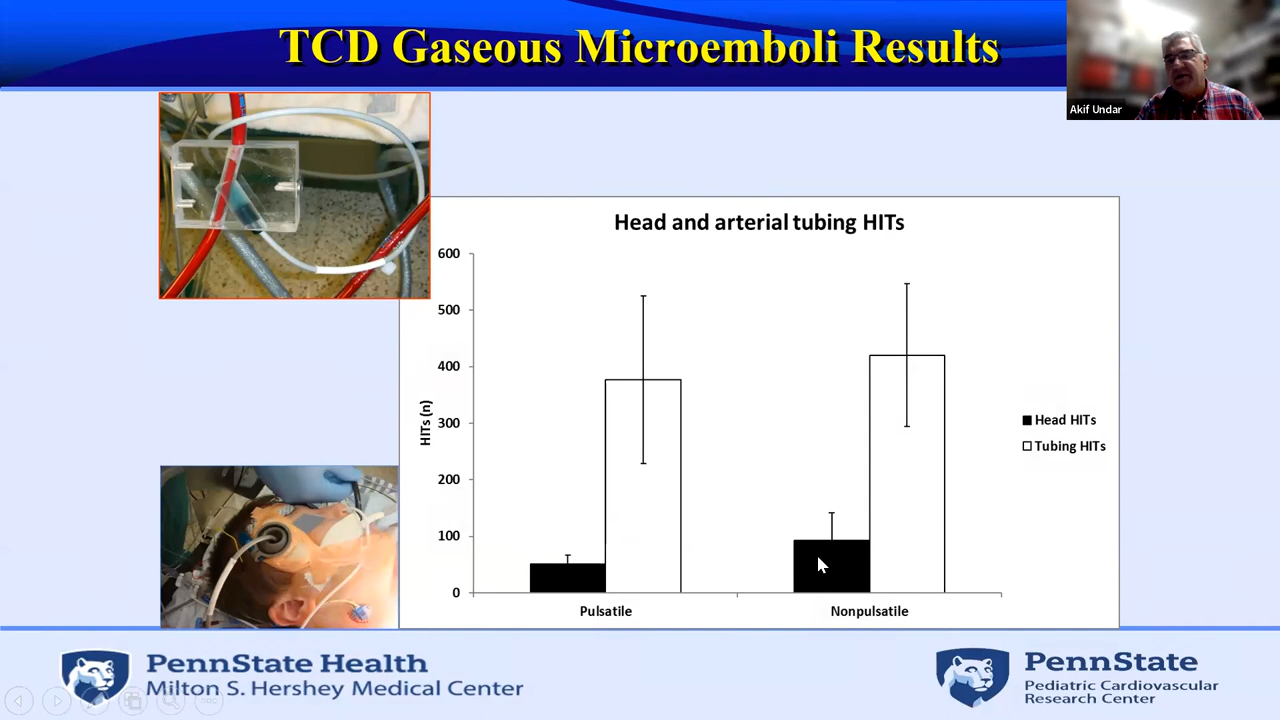 TCD Gaseous Microemboli Results
Akif Undar
Head and arterial tubing HITs
600
500
400
300
200
100
0
HITs (n)
Pulsatile
Nonpulsatile
Head HITs
Tubing HITs
PennState Health
Milton S. Hershey Medical Center
PennState
Pediatric Cardiovascular
Research Center